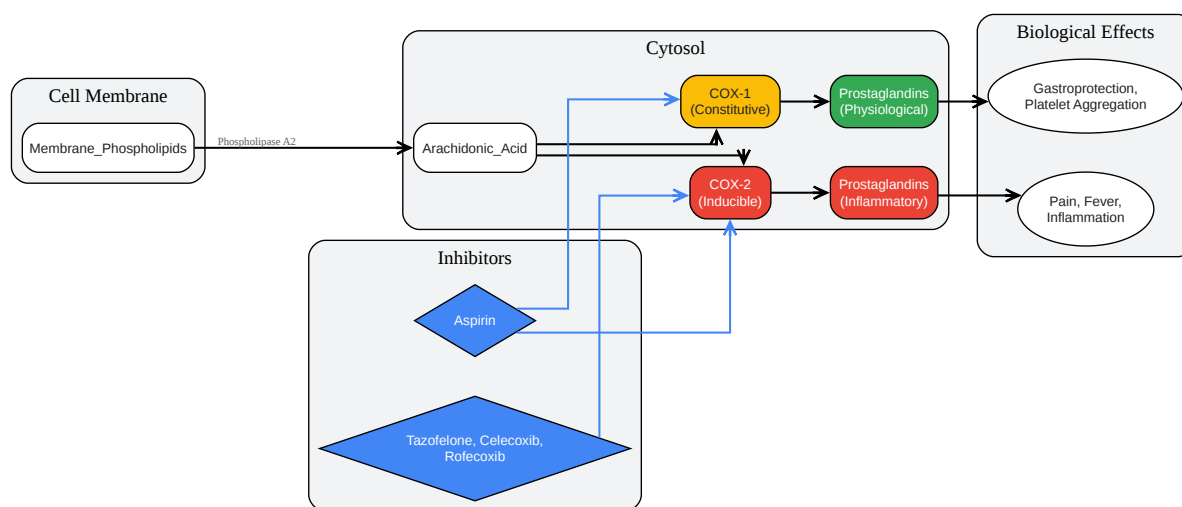 Cell Membrane
Membrane_Phospholipids
Phospholipase A2
Cytosol
Arachidonic_Acid
COX-1
(Constitutive)
Prostaglandins
(Physiological)
COX-2
(Inducible)
Prostaglandins
(Inflammatory)
Biological Effects
Gastroprotection,
Platelet Aggregation
Pain, Fever,
Inflammation
Inhibitors
Aspirin
Tazofelone, Celecoxib,
Rofecoxib